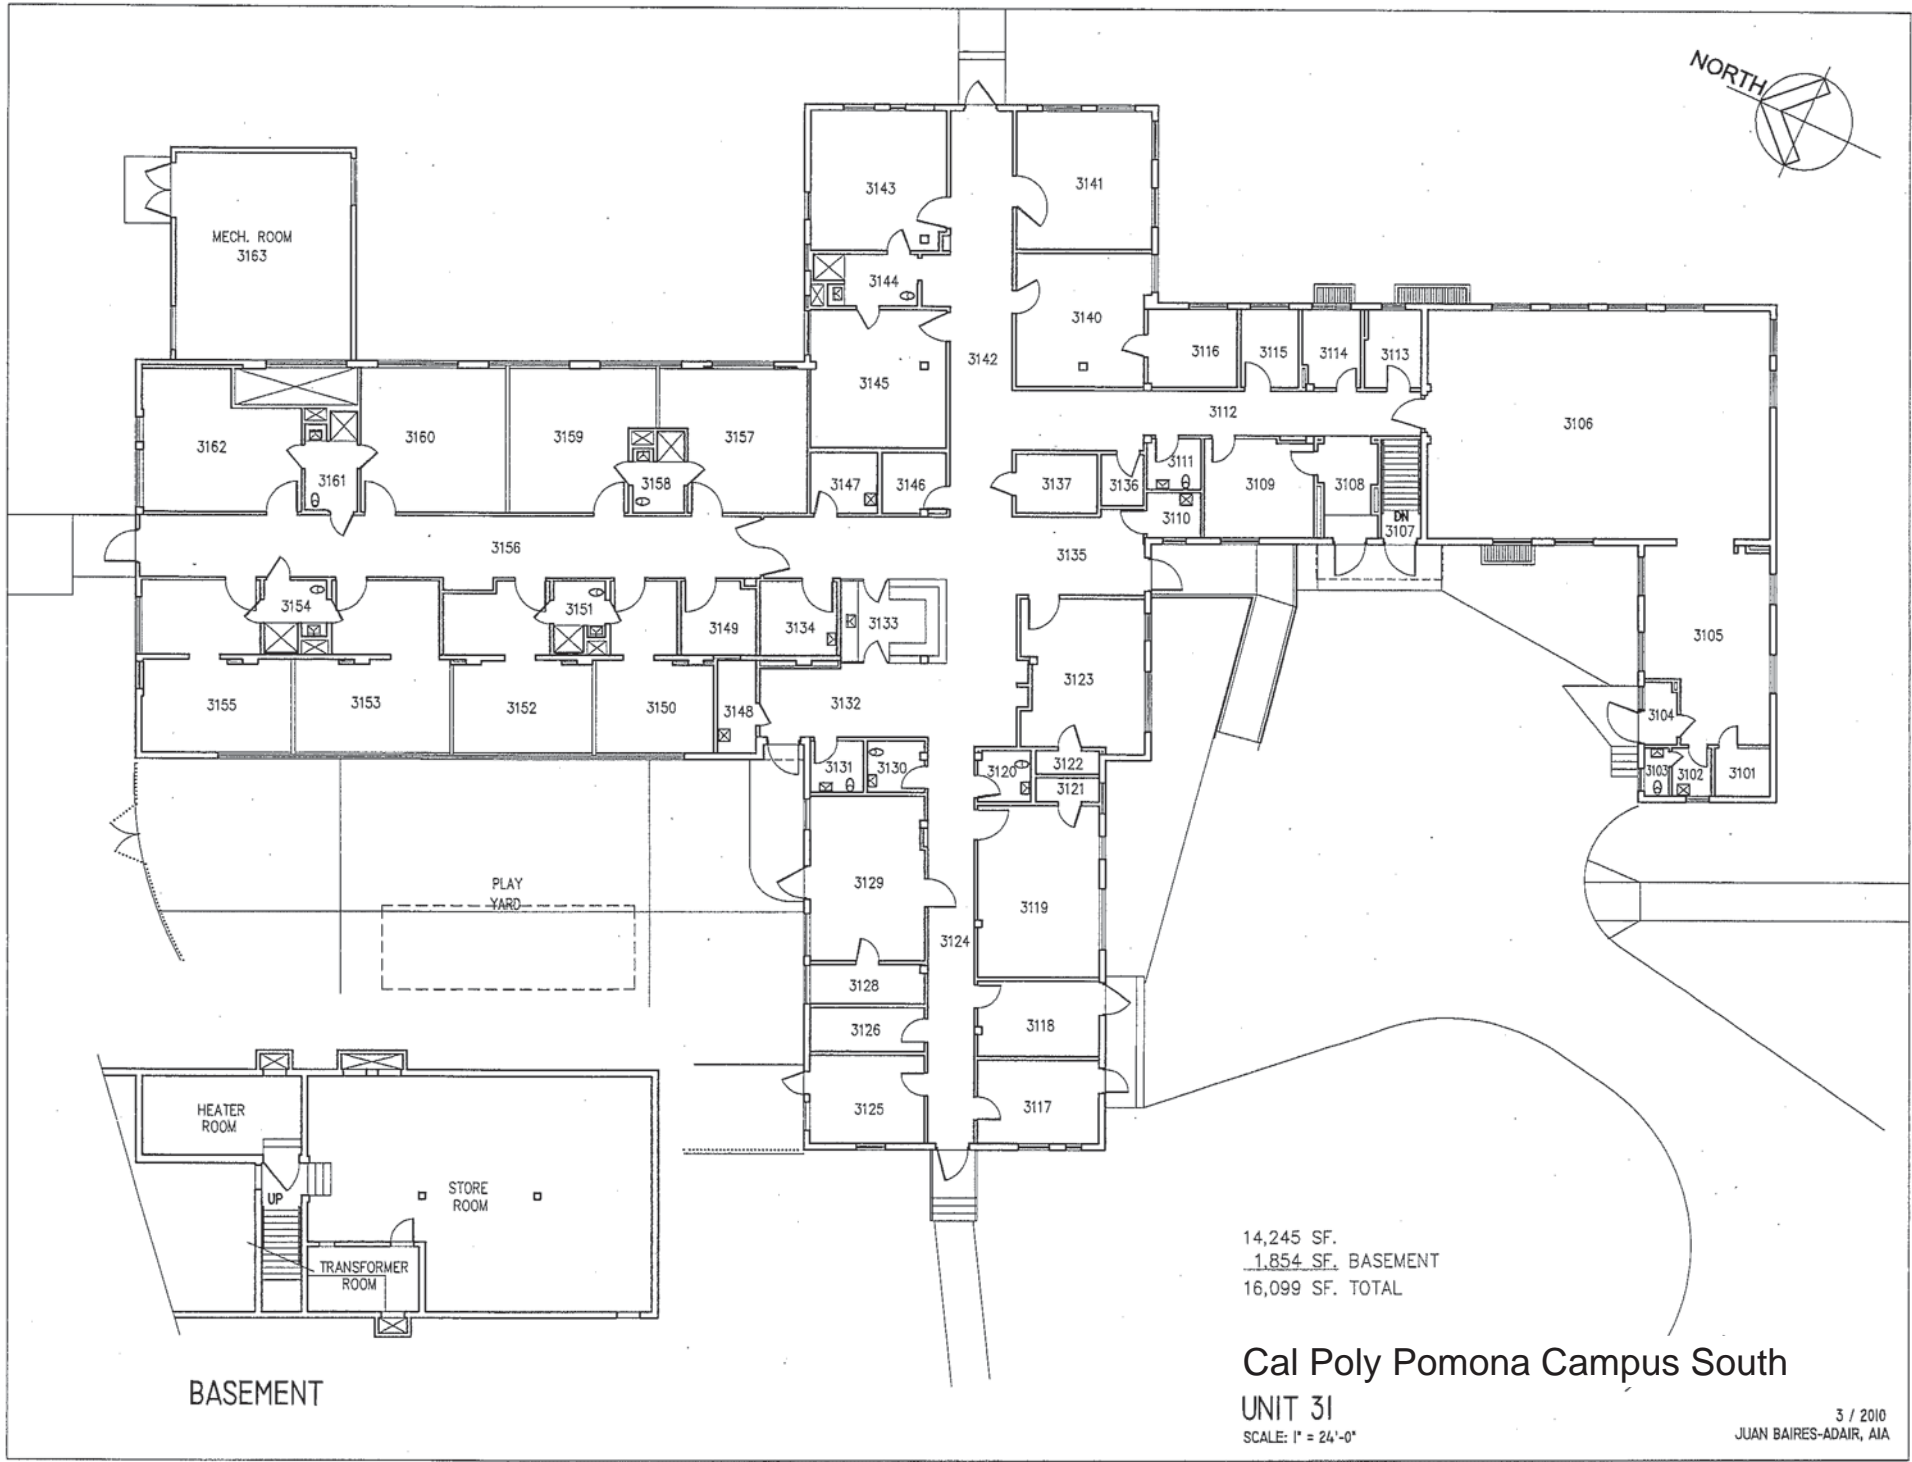 NORTH
3143
3141
MECH. ROOM
3163
3144
3140
3142
3116
3115
3114
3113
3145
3112
3106
3162
3160
3159
3157
3161
3158
3147
3146
3137
3136
3111
3109
3108
3110
DN
3107
3156
3135
3154
3151
3149
3134
3133
3105
3155
3153
3152
3150
3148
3132
3123
3104
3131
3130
3120
3122
3121
3103
3102
3101
PLAY
YARD
3129
3119
3124
3128
3126
3118
3125
3117
HEATER
ROOM
UP
STORE
ROOM
TRANSFORMER
ROOM
BASEMENT
14,245 SF.
1,854 SF. BASEMENT
16,099 SF. TOTAL
Cal Poly Pomona Campus South
UNIT 31
SCALE: 1" = 24'-0"
3 / 2010
JUAN BAIRES-ADAIR, AIA